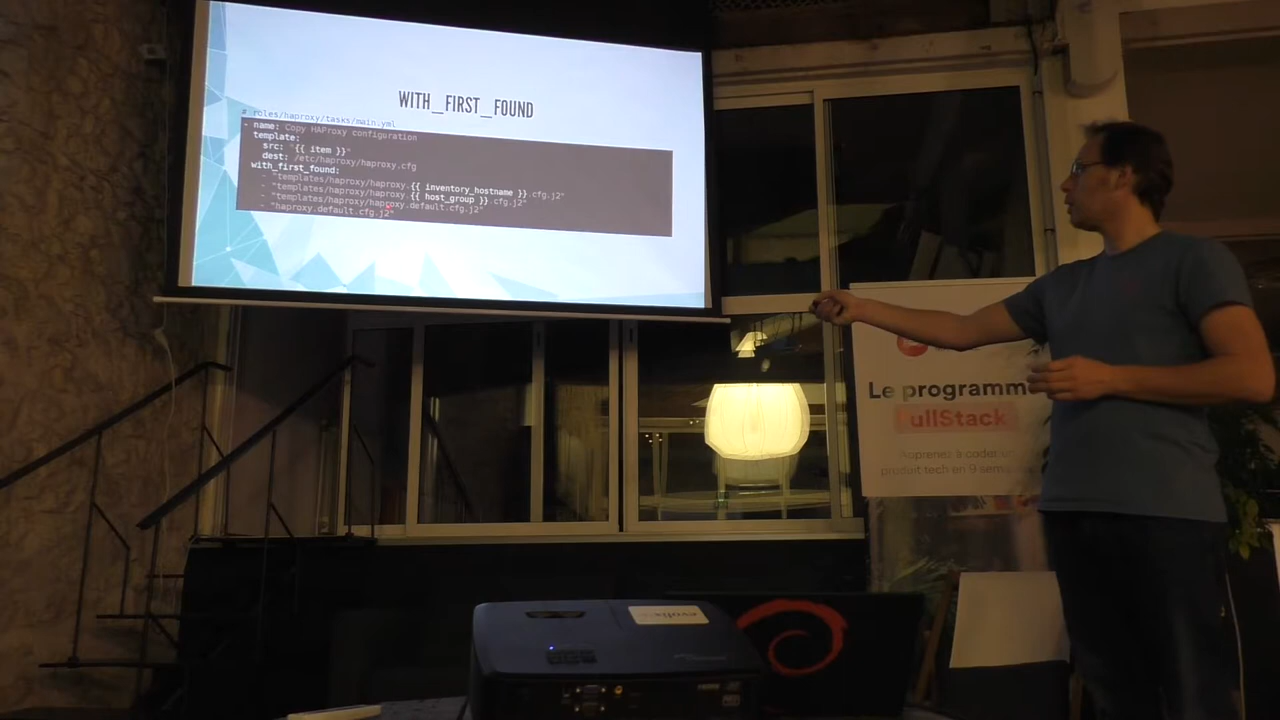 WITH_FIRST_FOUND
# roles/haproxy/tasks/main.yml
- name: Copy HAProxy configuration
template:
src: "{{ item }}"
dest: /etc/haproxy/haproxy.cfg
with_first_found:
- "templates/haproxy/haproxy.{{ inventory_hostname }}.cfg.j2"
- "templates/haproxy/haproxy.{{ host_group }}.cfg.j2"
- "templates/haproxy/haproxy.default.cfg.j2"
- "haproxy.default.cfg.j2"
Le programme
ullStack
Apprenez à coder un
produit tech en 9 semai